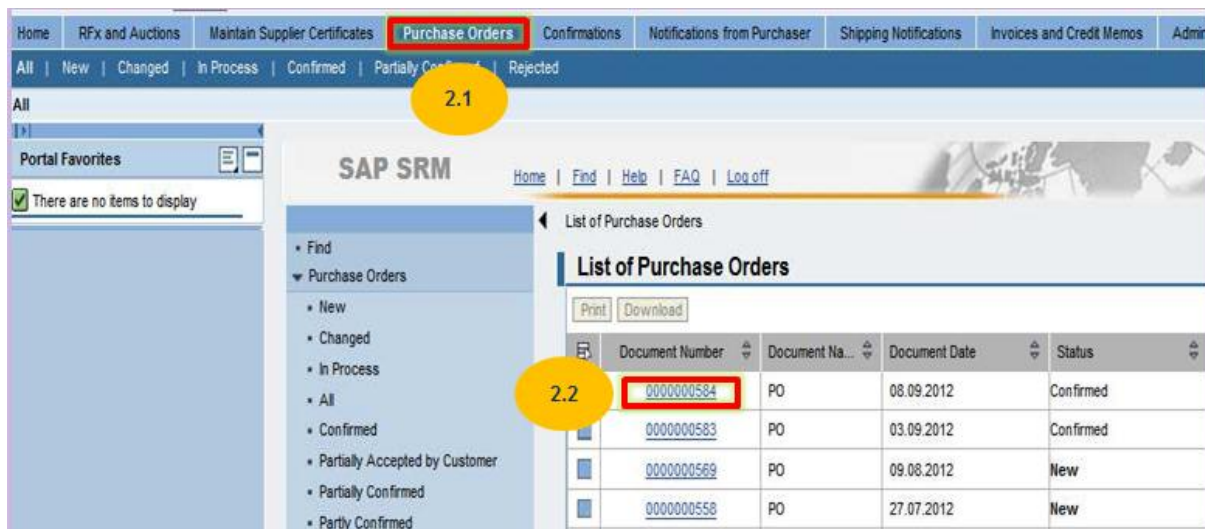 Home RFx and Auctions Maintain Supplier Certificates Purchase Orders Confirmations Notifications from Purchaser Shipping Notifications Invoices and Credit Memos
All | New | Changed | In Process | Confirmed | Partially | Rejected
2.1
All
Portal Favorites
There are no items to display
SAP SRM
Home | Find | Help | FAQ | Log off
List of Purchase Orders
• Find
Purchase Orders
• New
• Changed
• In Process
• All
• Confirmed
• Partially Accepted by Customer
• Partially Confirmed
• Partly Confirmed
List of Purchase Orders
Print Download
Document Number Document Na... Document Date Status
2.2
0000000584 PO 08.09.2012 Confirmed
0000000583 PO 03.09.2012 Confirmed
0000000569 PO 09.08.2012 New
0000000558 PO 27.07.2012 New